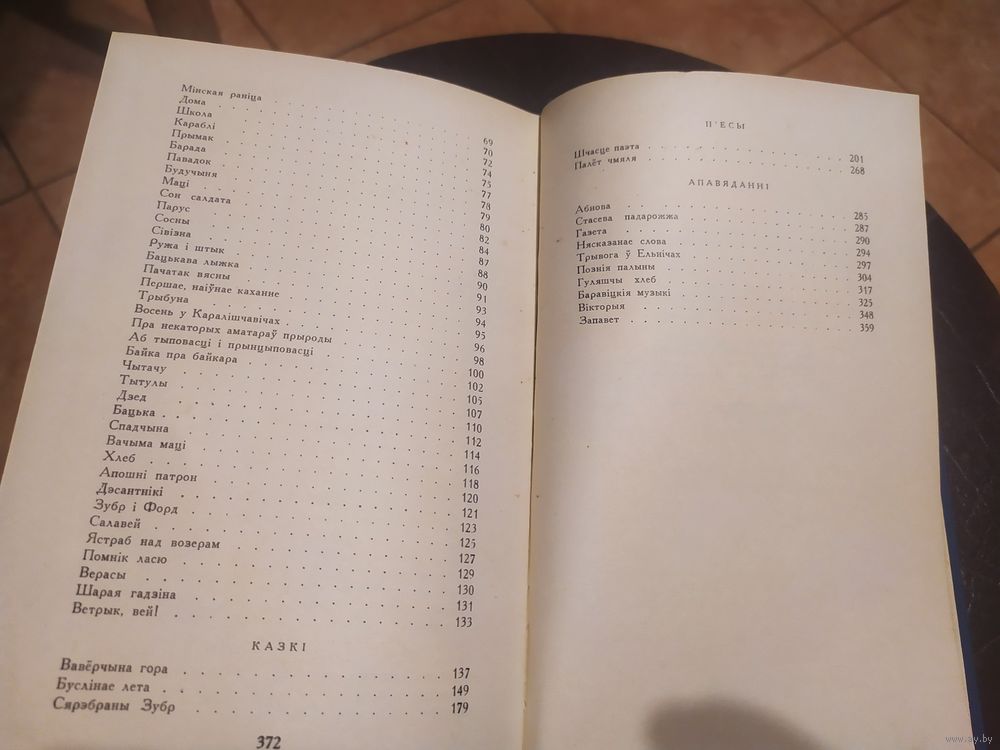 Мінская раніца 69
Дома 70
Школа 72
Караблі 74
Прымак 75
Барада 77
Павадок 78
Будучыня 79
Маці 80
Сон салдата 82
Парус 84
Сосны 87
Сівізна 88
Ружа і штык 90
Бацькава лыжка 91
Пачатак вясны 93
Першае, наіўнае каханне 94
Трыбуна 95
Восень у Каралішчавічах 96
Пра некаторых аматараў прыроды 98
Аб тыповасці і прынцыповасці 100
Байка пра байкара 102
Чытачу 105
Тытулы 107
Дзед 110
Бацька 112
Спадчына 114
Вачыма маці 116
Хлеб 118
Апошні патрон 120
Дэсантнікі 121
Зубр і Форд 123
Салавей 125
Ястраб над возерам 127
Помнік ласю 129
Верасы 130
Шарая гадзіна 131
Ветрык, вей! 133
КАЗКІ
Вавёрчына гора 137
Буслінае лета 149
Сярэбраны Зубр 179
372
П'ЕСЫ
Шчасце паэта 201
Палёт чмяля 268
АПАВЯДАННІ
Абнова 285
Стасева падарожжа 287
Газета 290
Нясказанае слова 294
Трывога ў Ельнічах 297
Познія палыны 304
Гуляшчы хлеб 317
Баравіцкія музыкі 325
Вікторыя 348
Запавет 359
www.ay.by